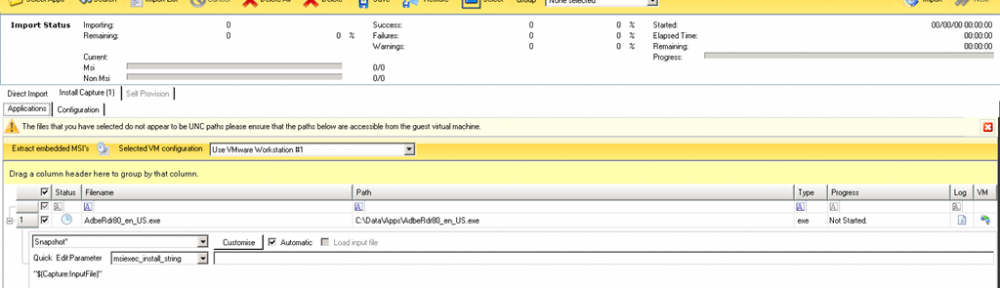 Select Apps Search Import List Cancel Delete All Delete Save Remove Select Group None selected Import Next
Import Status Importing: 0 Success: 0 0 % Started: 00/00/00 00:00:00
Remaining: 0 0 % Failures: 0 0 % Elapsed Time: 00:00:00
Warnings: 0 0 % Remaining: 00:00:00
Current: Progress:
Msi 0/0
Non Msi 0/0
Direct Import Install Capture (1) Self Provision
Applications Configuration
The files that you have selected do not appear to be UNC paths please ensure that the paths below are accessible from the guest virtual machine.
Extract embedded MSI's Selected VM configuration Use VMware Workstation #1
Drag a column header here to group by that column.
Status Filename Path Type Progress Log VM
1 AdbeRdr80_en_US.exe C:\Data\Apps\AdbeRdr80_en_US.exe exe Not Started.
Snapshot* Customise Automatic Load input file
Quick Edit Parameter msiexec_install_string
"$(Capture:InputFile)"